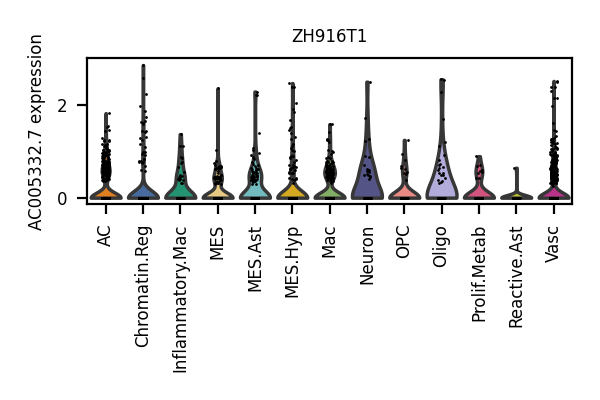 ZH916T1
AC005332.7 expression
2
0
AC
Chromatin.Reg
Inflammatory.Mac
MES
MES.Ast
MES.Hyp
Mac
Neuron
OPC
Oligo
Prolif.Metab
Reactive.Ast
Vasc